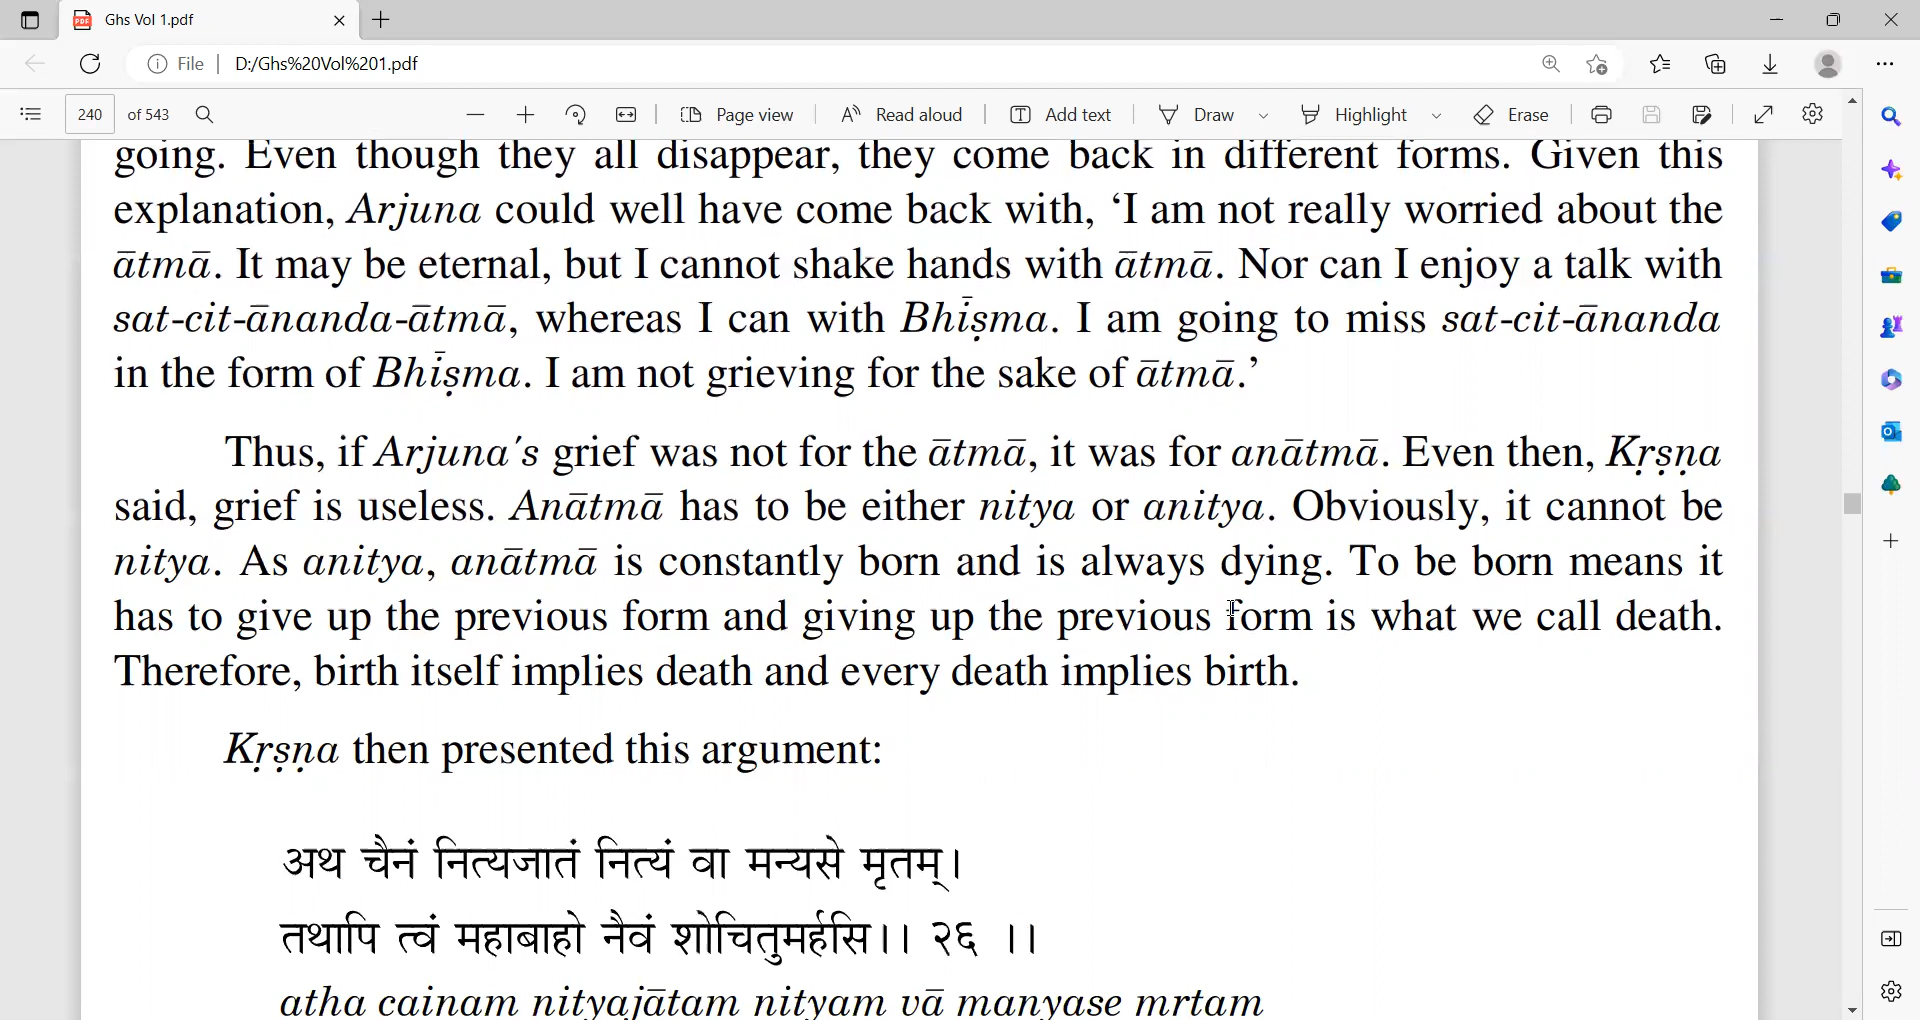 Ghs Vol 1.pdf
File D:/Ghs%20Vol%201.pdf
240 of 543 Page view Read aloud Add text Draw Highlight Erase
going. Even though they all disappear, they come back in different forms. Given this
explanation, Arjuna could well have come back with, ‘I am not really worried about the
ātmā. It may be eternal, but I cannot shake hands with ātmā. Nor can I enjoy a talk with
sat-cit-ānanda-ātmā, whereas I can with Bhīṣma. I am going to miss sat-cit-ānanda
in the form of Bhīṣma. I am not grieving for the sake of ātmā.’
Thus, if Arjuna's grief was not for the ātmā, it was for anātmā. Even then, Kṛṣṇa
said, grief is useless. Anātmā has to be either nitya or anitya. Obviously, it cannot be
nitya. As anitya, anātmā is constantly born and is always dying. To be born means it
has to give up the previous form and giving up the previous form is what we call death.
Therefore, birth itself implies death and every death implies birth.
Kṛṣṇa then presented this argument:
अथ चैनं नित्यजातं नित्यं वा मन्यसे मृतम्।
तथापि त्वं महाबाहो नैवं शोचितुमर्हसि।। २६ ।।
atha cainam nityajātam nityam vā manyase mrtam